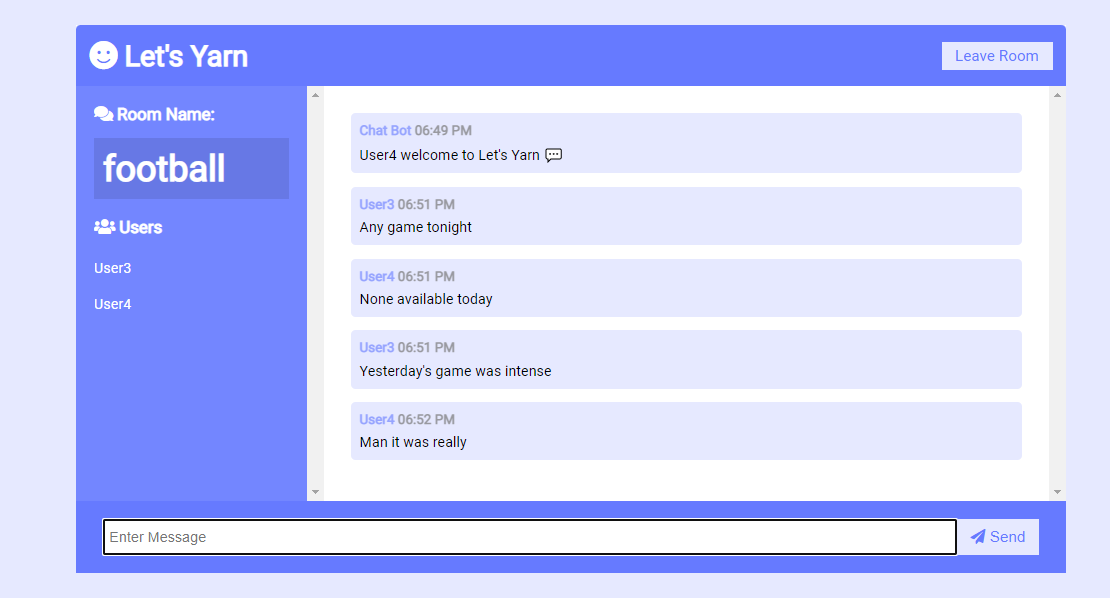 Let's Yarn
Leave Room
Room Name:
football
Users
User3
User4
Chat Bot 06:49 PM
User4 welcome to Let's Yarn 💬
User3 06:51 PM
Any game tonight
User4 06:51 PM
None available today
User3 06:51 PM
Yesterday's game was intense
User4 06:52 PM
Man it was really
Enter Message
Send